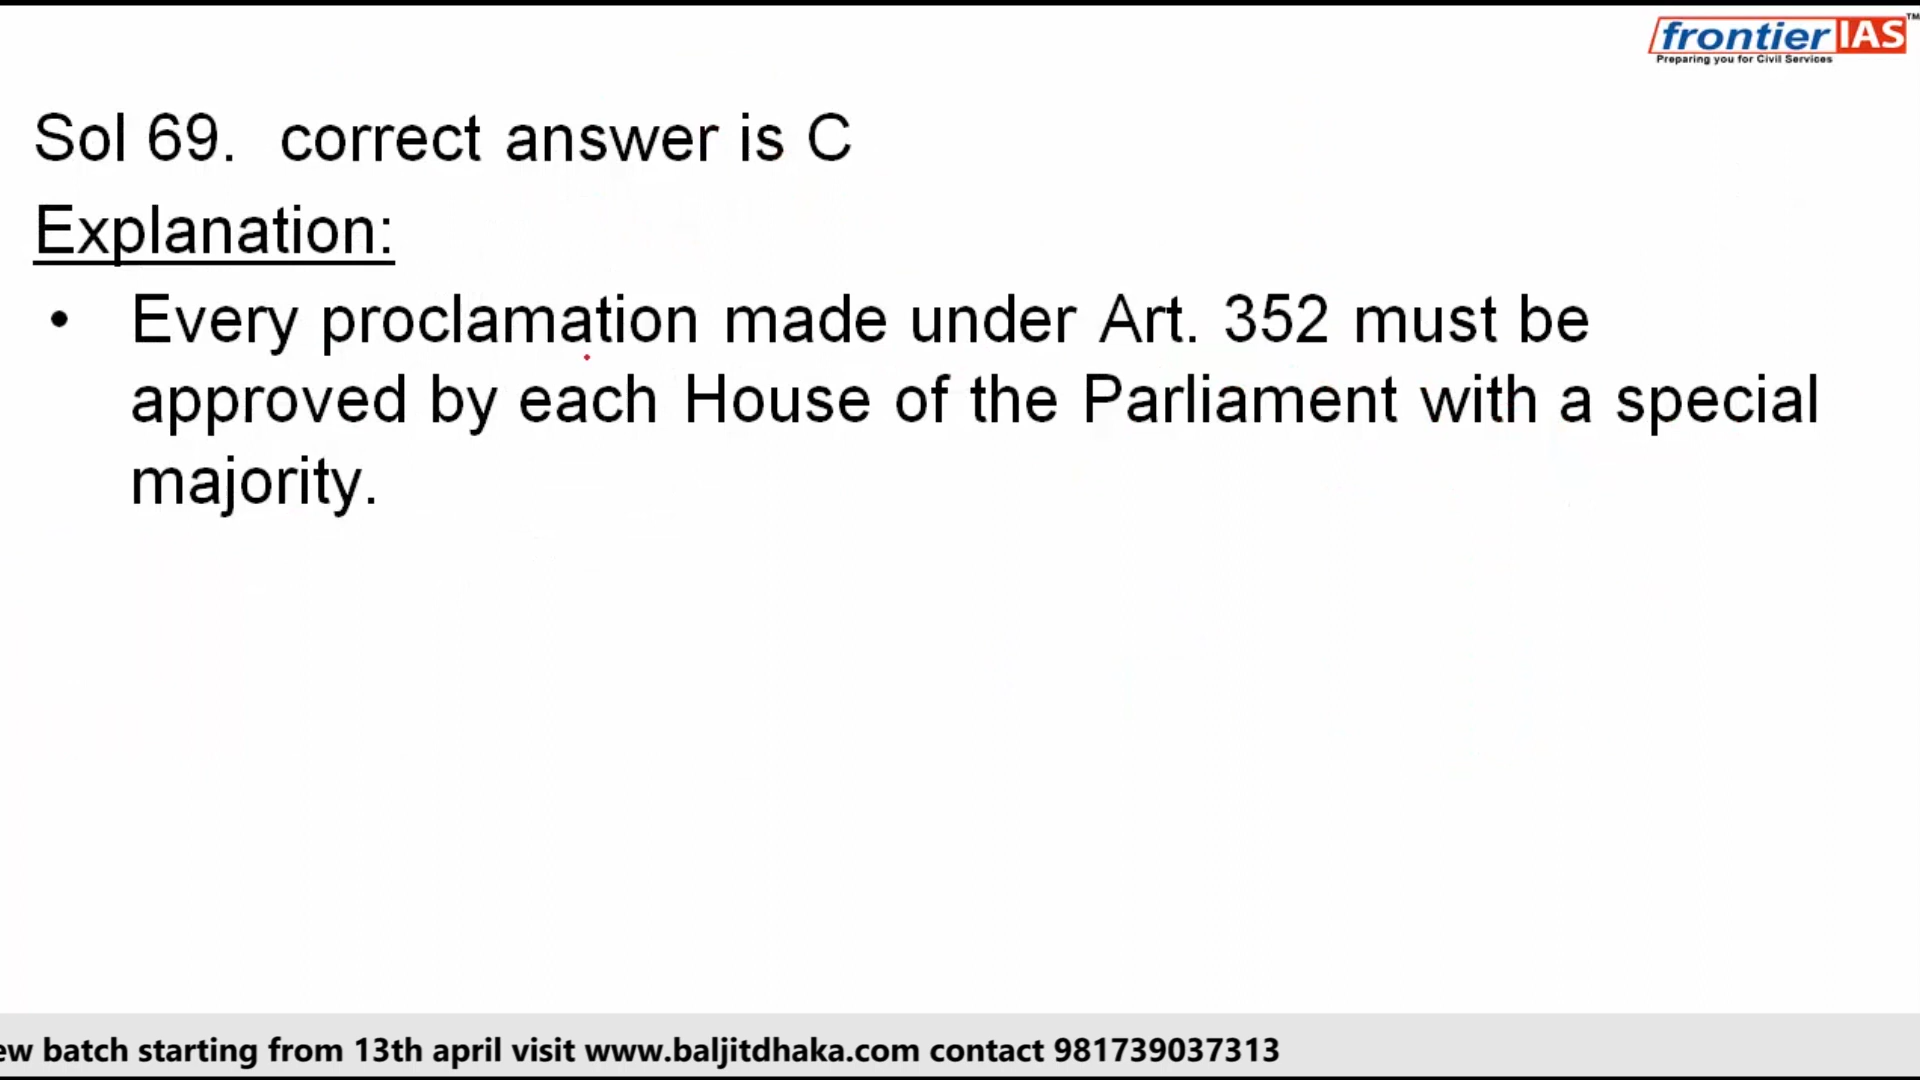 frontier IAS™
Preparing you for Civil Services
Sol 69. correct answer is C
Explanation:
• Every proclamation made under Art. 352 must be
approved by each House of the Parliament with a special
majority.
ew batch starting from 13th april visit www.baljitdhaka.com contact 981739037313